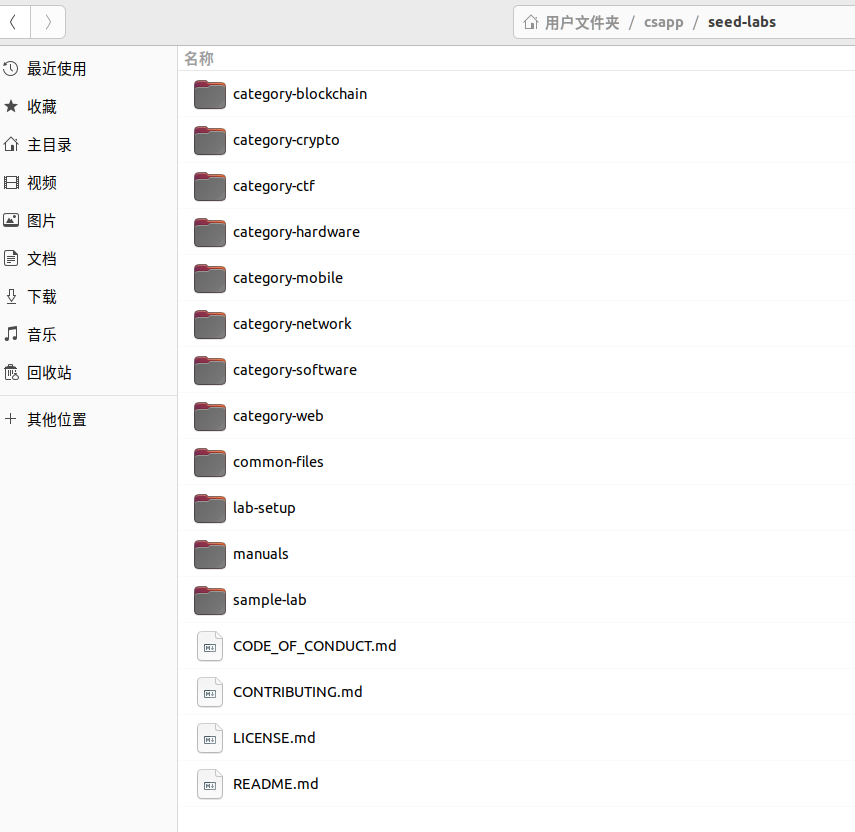 用户文件夹 / csapp / seed-labs
名称
最近使用
收藏
主目录
视频
图片
文档
下载
音乐
回收站
其他位置
category-blockchain
category-crypto
category-ctf
category-hardware
category-mobile
category-network
category-software
category-web
common-files
lab-setup
manuals
sample-lab
CODE_OF_CONDUCT.md
CONTRIBUTING.md
LICENSE.md
README.md